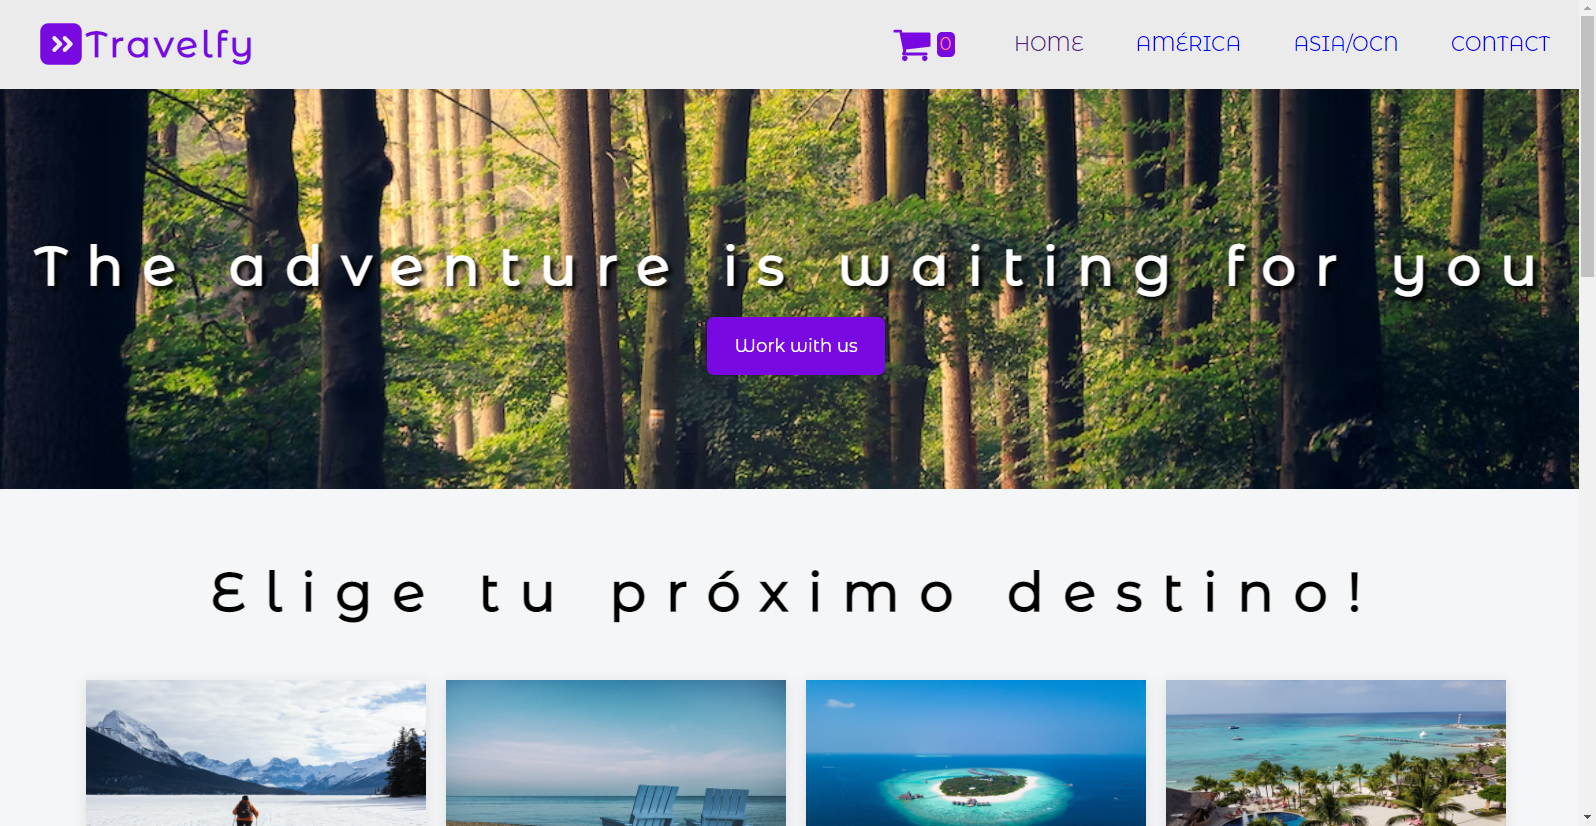 Travelfy
0
HOME
AMÉRICA
ASIA/OCN
CONTACT
The adventure is waiting for you
Work with us
Elige tu próximo destino!